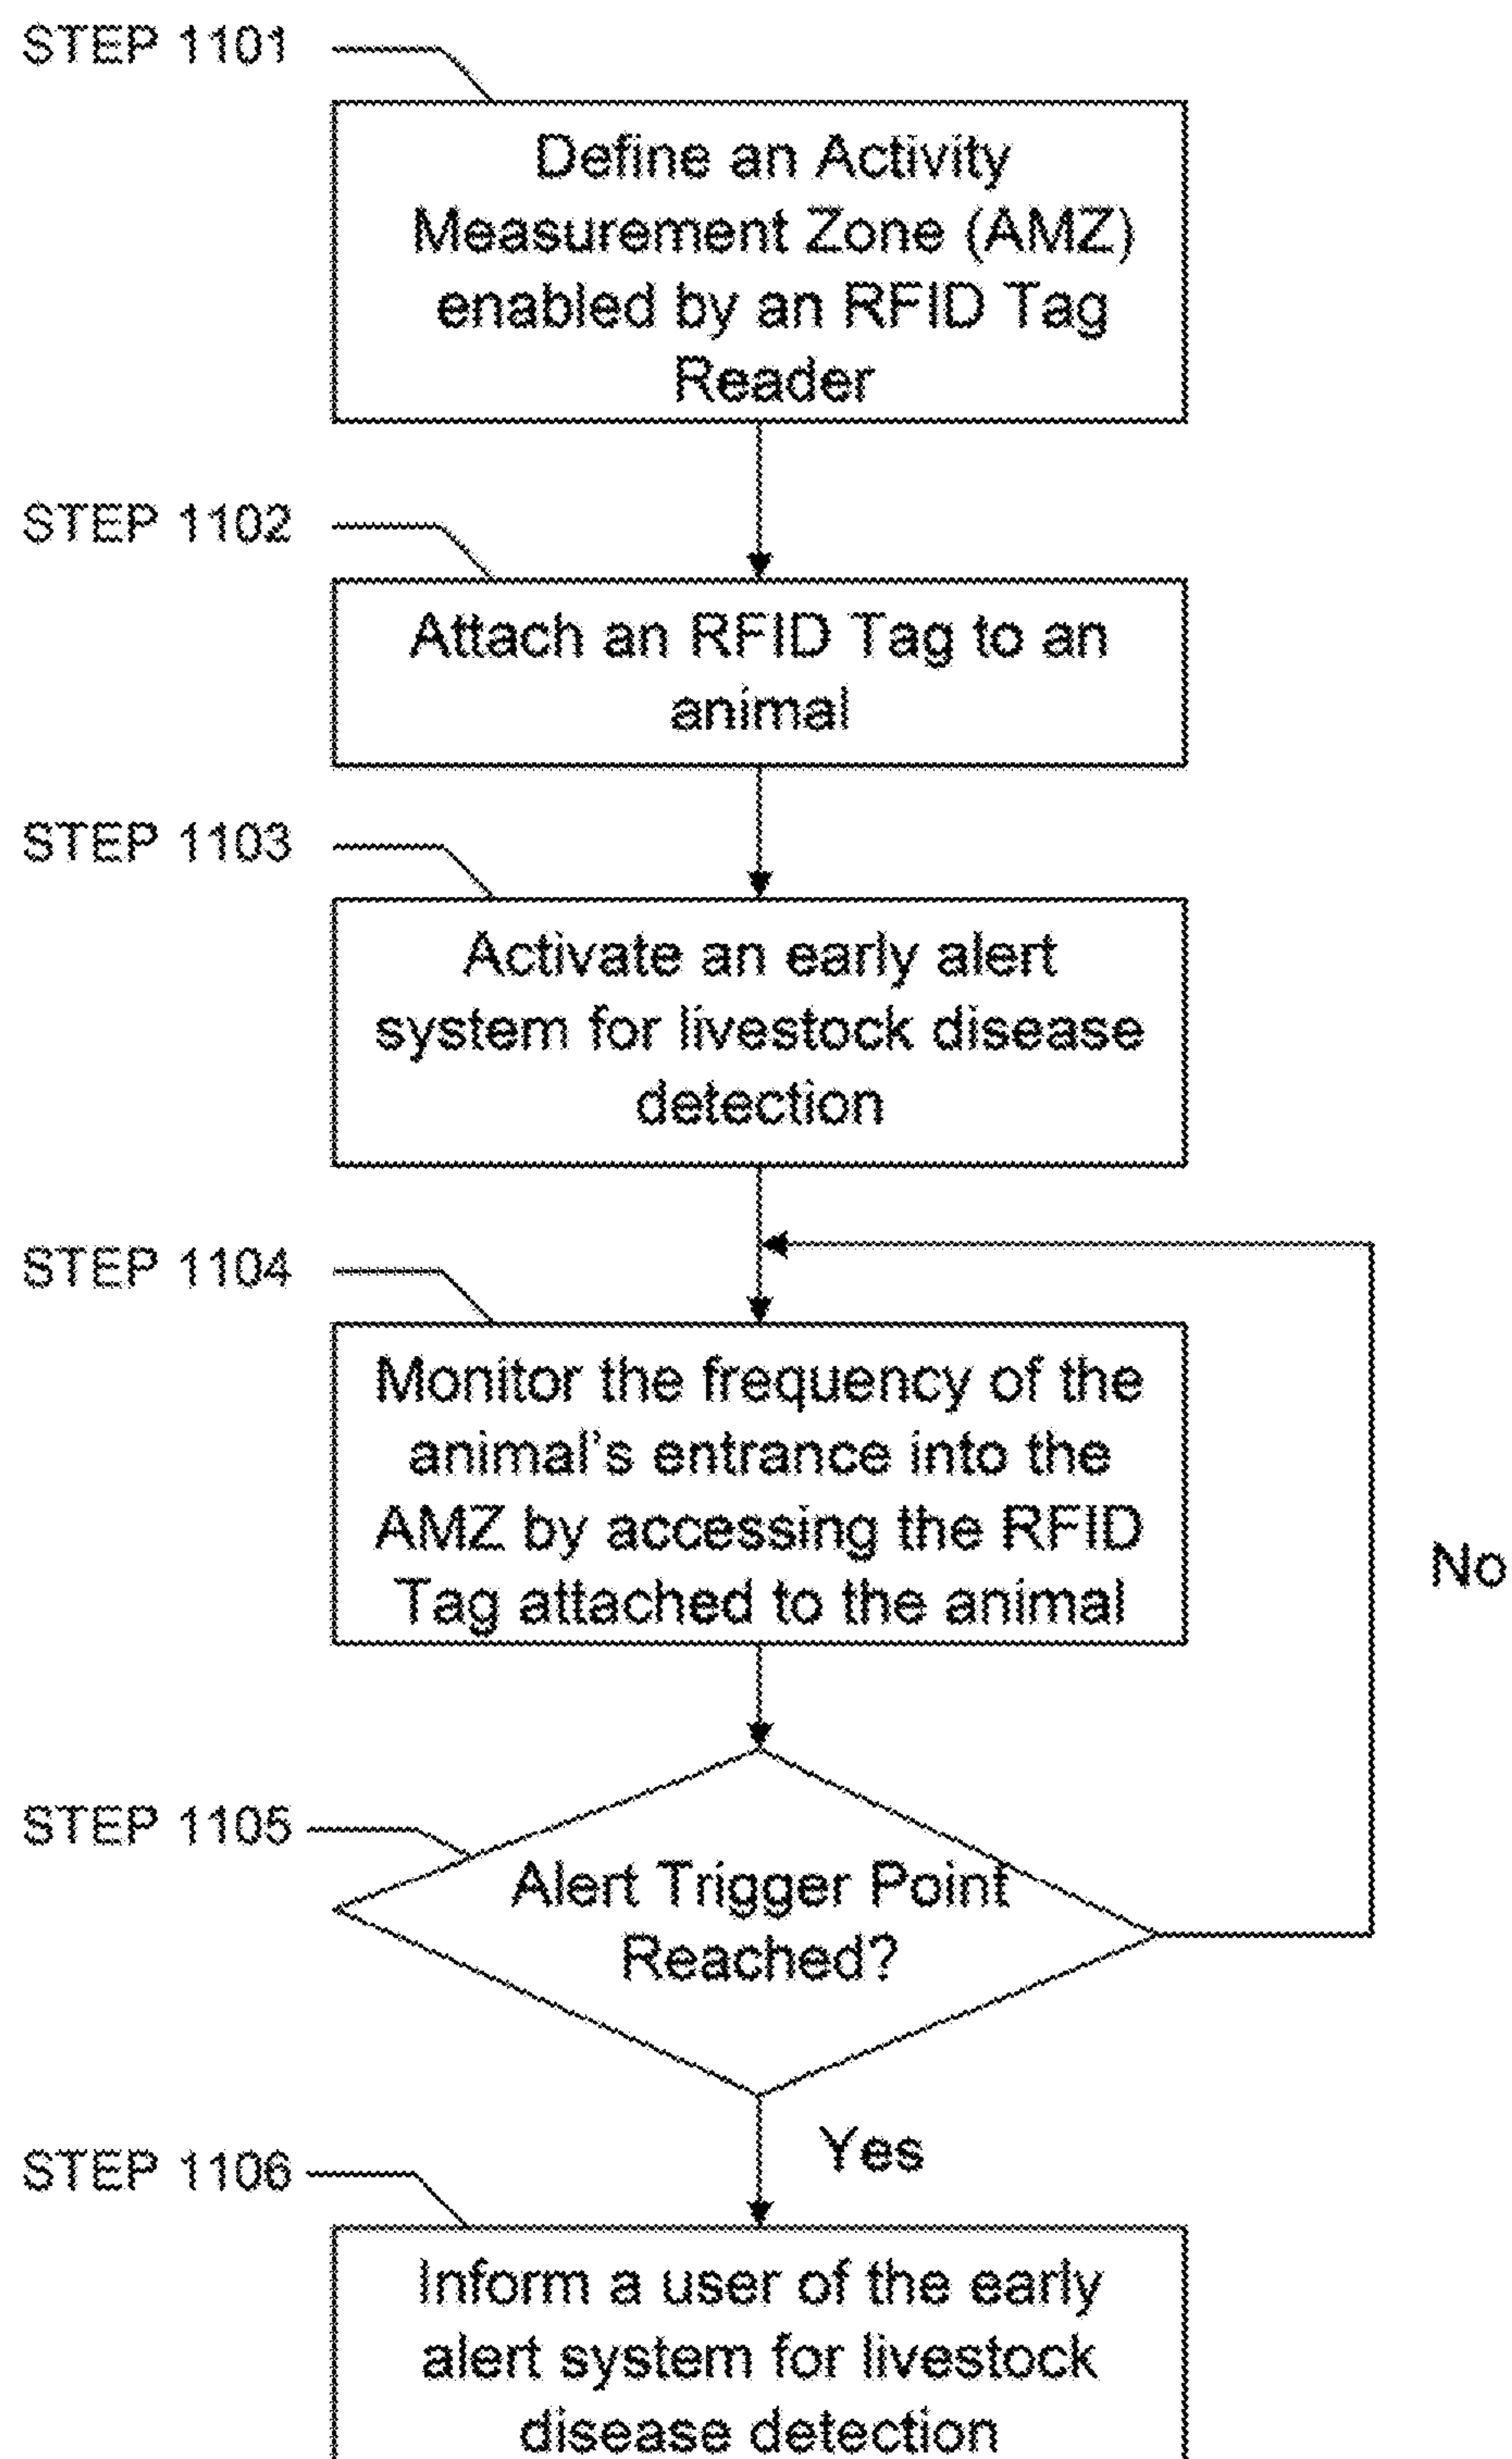 STEP 1101
Define an Activity
Measurement Zone (AMZ)
enabled by an RFID Tag
Reader
STEP 1102
Attach an RFID Tag to an
animal
STEP 1103
Activate an early alert
system for livestock disease
detection
STEP 1104
Monitor the frequency of the
animal's entrance into the
AMZ by accessing the RFID
Tag attached to the animal
No
STEP 1105
Alert Trigger Point
Reached?
Yes
STEP 1106
Inform a user of the early
alert system for livestock
disease detection